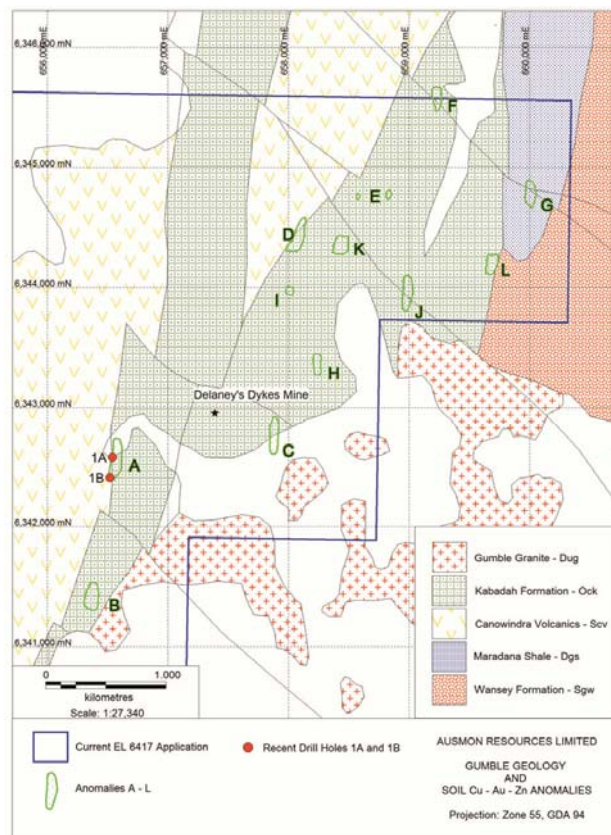 656,000 mE
657,000 mE
658,000 mE
659,000 mE
660,000 mE
6,346,000 mN
F
6,345,000 mN
E
G
D
K
L
6,344,000 mN
I
J
H
Delaney's Dykes Mine
6,343,000 mN
C
1A
A
1B
6,342,000 mN
B
6,341,000 mN
Gumble Granite - Dug
Kabadah Formation - Ock
Canowindra Volcanics - Scv
Maradana Shale - Dgs
Wansey Formation - Sgw
0 1.000
kilometres
Scale: 1:27,340
Current EL 6417 Application
Recent Drill Holes 1A and 1B
Anomalies A - L
AUSMON RESOURCES LIMITED
GUMBLE GEOLOGY
AND
SOIL Cu - Au - Zn ANOMALIES
Projection: Zone 55, GDA 94